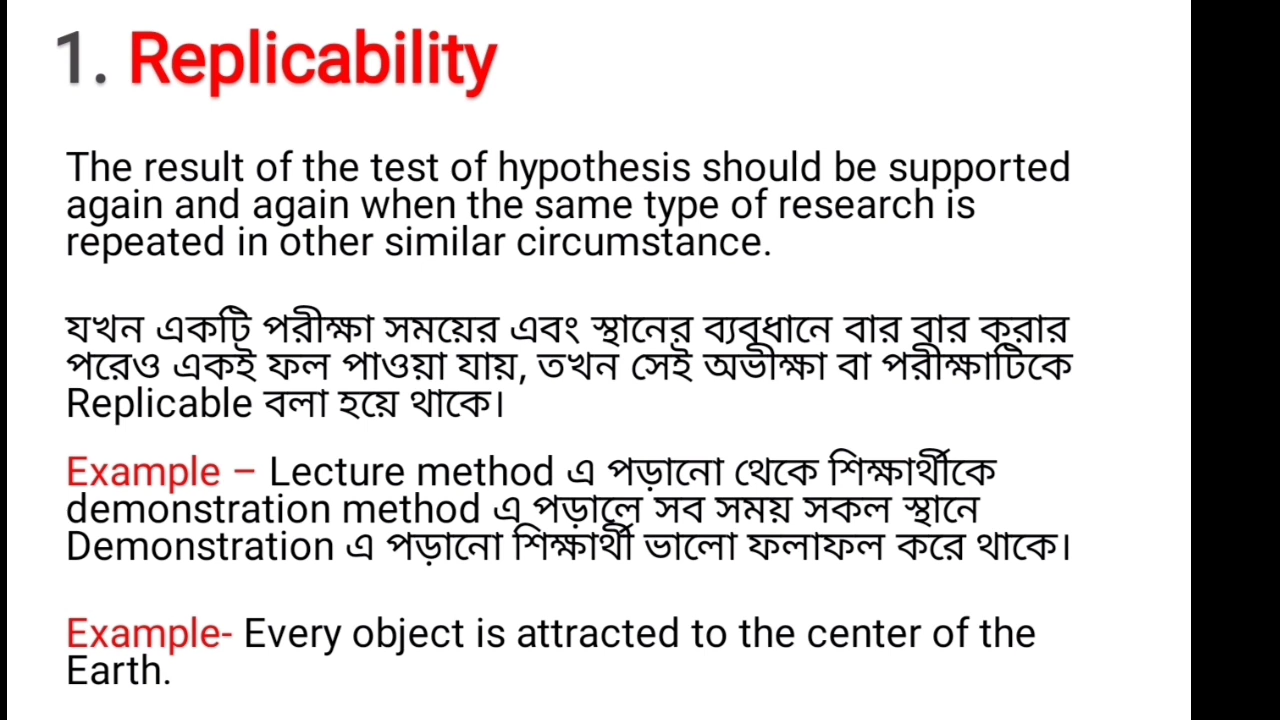 1. Replicability
The result of the test of hypothesis should be supported
again and again when the same type of research is
repeated in other similar circumstance.
যখন একটি পরীক্ষা সময়ের এবং স্থানের ব্যবধানে বার বার করার
পরেও একই ফল পাওয়া যায়, তখন সেই অভীক্ষা বা পরীক্ষাটিকে
Replicable বলা হয়ে থাকে।
Example – Lecture method এ পড়ানো থেকে শিক্ষার্থীকে
demonstration method এ পড়ালে সব সময় সকল স্থানে
Demonstration এ পড়ানো শিক্ষার্থী ভালো ফলাফল করে থাকে।
Example- Every object is attracted to the center of the
Earth.